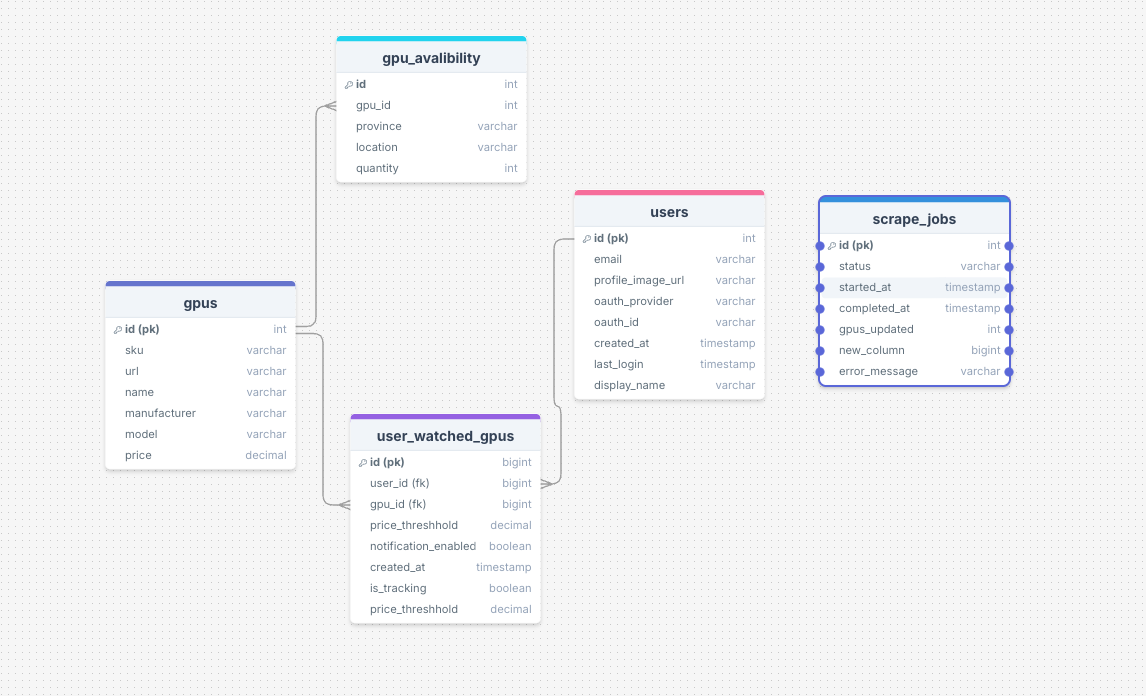 gpu_avalibility
id int
gpu_id int
province varchar
location varchar
quantity int
users
id (pk) int
email varchar
profile_image_url varchar
oauth_provider varchar
oauth_id varchar
created_at timestamp
last_login timestamp
display_name varchar
scrape_jobs
id (pk) int
status varchar
started_at timestamp
completed_at timestamp
gpus_updated int
new_column bigint
error_message varchar
gpus
id (pk) int
sku varchar
url varchar
name varchar
manufacturer varchar
model varchar
price decimal
user_watched_gpus
id (pk) bigint
user_id (fk) bigint
gpu_id (fk) bigint
price_threshhold decimal
notification_enabled boolean
created_at timestamp
is_tracking boolean
price_threshhold decimal